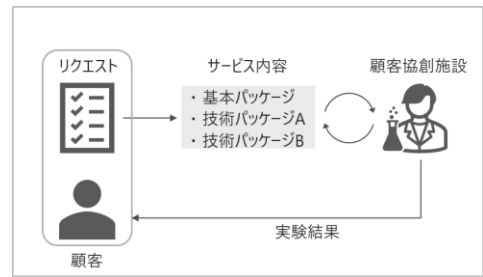 リクエスト
サービス内容
顧客協創施設
・基本パッケージ
・技術パッケージA
・技術パッケージB
実験結果
顧客